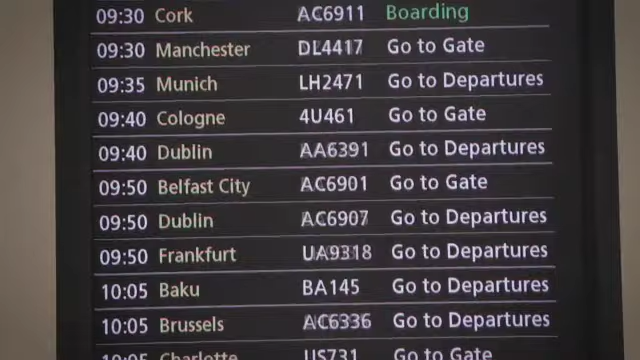 09:30 Cork AC6911 Boarding
09:30 Manchester DL4417 Go to Gate
09:35 Munich LH2471 Go to Departures
09:40 Cologne 4U461 Go to Gate
09:40 Dublin AA6391 Go to Departures
09:50 Belfast City AC6901 Go to Gate
09:50 Dublin AC6907 Go to Departures
09:50 Frankfurt UA9318 Go to Departures
10:05 Baku BA145 Go to Departures
10:05 Brussels AC6336 Go to Departures
10:05 Charlotte US731 Go to Gate